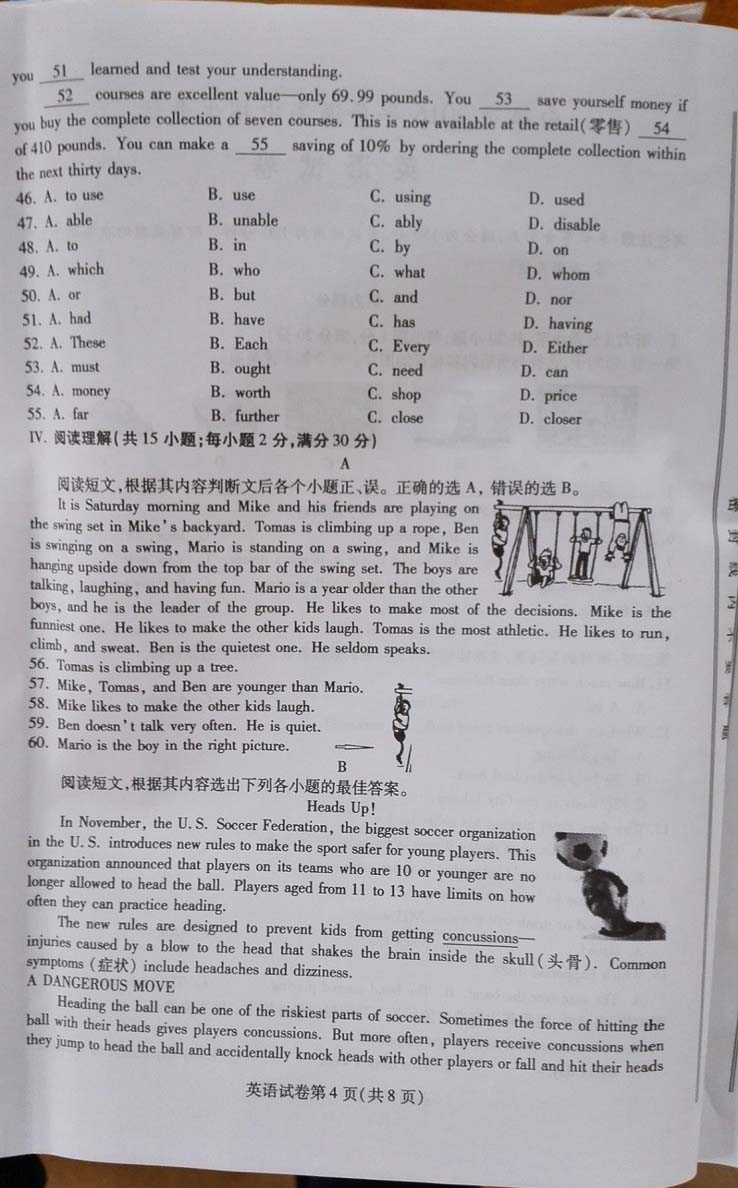 you 51 learned and test your understanding.
52 courses are excellent value—only 69.99 pounds. You 53 save yourself money if
you buy the complete collection of seven courses. This is now available at the retail(零售) 54
of 410 pounds. You can make a 55 saving of 10% by ordering the complete collection within
the next thirty days.
46. A. to use B. use C. using D. used
47. A. able B. unable C. ably D. disable
48. A. to B. in C. by D. on
49. A. which B. who C. what D. whom
50. A. or B. but C. and D. nor
51. A. had B. have C. has D. having
52. A. These B. Each C. Every D. Either
53. A. must B. ought C. need D. can
54. A. money B. worth C. shop D. price
55. A. far B. further C. close D. closer
IV. 阅读理解(共 15 小题;每小题 2 分,满分 30 分)
A
阅读短文,根据其内容判断文后各个小题正、误。正确的选 A, 错误的选 B。
It is Saturday morning and Mike and his friends are playing on
the swing set in Mike's backyard. Tomas is climbing up a rope, Ben
is swinging on a swing, Mario is standing on a swing, and Mike is
hanging upside down from the top bar of the swing set. The boys are
talking, laughing, and having fun. Mario is a year older than the other
boys, and he is the leader of the group. He likes to make most of the decisions. Mike is the
funniest one. He likes to make the other kids laugh. Tomas is the most athletic. He likes to run,
climb, and sweat. Ben is the quietest one. He seldom speaks.
56. Tomas is climbing up a tree.
57. Mike, Tomas, and Ben are younger than Mario.
58. Mike likes to make the other kids laugh.
59. Ben doesn't talk very often. He is quiet.
60. Mario is the boy in the right picture.
B
阅读短文,根据其内容选出下列各小题的最佳答案。
Heads Up!
In November, the U.S. Soccer Federation, the biggest soccer organization
in the U.S. introduces new rules to make the sport safer for young players. This
organization announced that players on its teams who are 10 or younger are no
longer allowed to head the ball. Players aged from 11 to 13 have limits on how
often they can practice heading.
The new rules are designed to prevent kids from getting concussions—
injuries caused by a blow to the head that shakes the brain inside the skull(头骨). Common
symptoms (症状) include headaches and dizziness.
A DANGEROUS MOVE
Heading the ball can be one of the riskiest parts of soccer. Sometimes the force of hitting the
ball with their heads gives players concussions. But more often, players receive concussions when
they jump to head the ball and accidentally knock heads with other players or fall and hit their heads
英语试卷第 4 页(共 8 页)